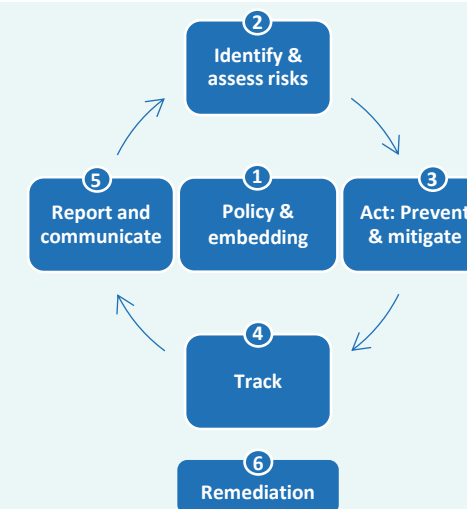 2
Identify &
assess risks
5
Report and
communicate
1
Policy &
embedding
3
Act: Prevent
& mitigate
4
Track
6
Remediation